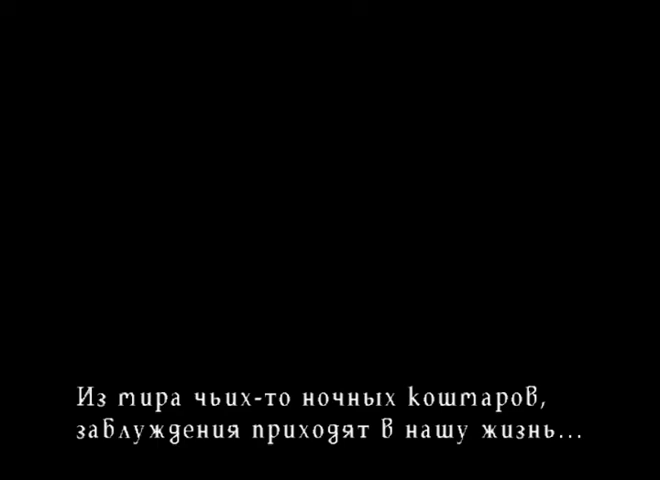 Из мира чьих-то ночных кошмаров,
заблуждения приходят в нашу жизнь...